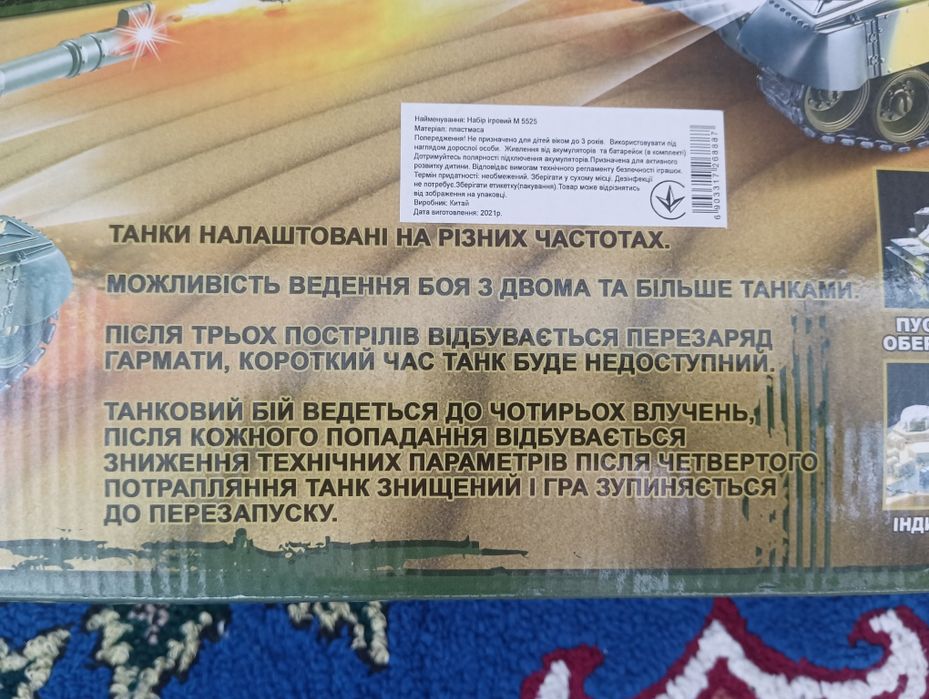 Найменування: Набір ігровий М 5525
Матеріал: пластмаса
Попередження! Не призначено для дітей віком до 3 років. Використовувати під
наглядом дорослої особи. Живлення від акумуляторів та батарейок (в комплекті)
Дотримуйтесь полярності підключення акумуляторів.Призначена для активного
розвитку дитини. Відповідає вимогам технічного регламенту безпечності іграшок.
Термін придатності: необмежений. Зберігати у сухому місці. Дезінфекції
не потребує.Зберігати етикетку(пакування).Товар може відрізнятись
від зображення на упаковці.
Виробник: Китай
Дата виготовлення: 2021р.
6903317268887
ТАНКИ НАЛАШТОВАНІ НА РІЗНИХ ЧАСТОТАХ.
МОЖЛИВІСТЬ ВЕДЕННЯ БОЯ З ДВОМА ТА БІЛЬШЕ ТАНКАМИ.
ПІСЛЯ ТРЬОХ ПОСТРІЛІВ ВІДБУВАЄТЬСЯ ПЕРЕЗАРЯД
ГАРМАТИ, КОРОТКИЙ ЧАС ТАНК БУДЕ НЕДОСТУПНИЙ.
ТАНКОВИЙ БІЙ ВЕДЕТЬСЯ ДО ЧОТИРЬОХ ВЛУЧЕНЬ,
ПІСЛЯ КОЖНОГО ПОПАДАННЯ ВІДБУВАЄТЬСЯ
ЗНИЖЕННЯ ТЕХНІЧНИХ ПАРАМЕТРІВ ПІСЛЯ ЧЕТВЕРТОГО
ПОТРАПЛЯННЯ ТАНК ЗНИЩЕНИЙ І ГРА ЗУПИНЯЄТЬСЯ
ДО ПЕРЕЗАПУСКУ.
ПУС
ОБЕР
ІНДИ